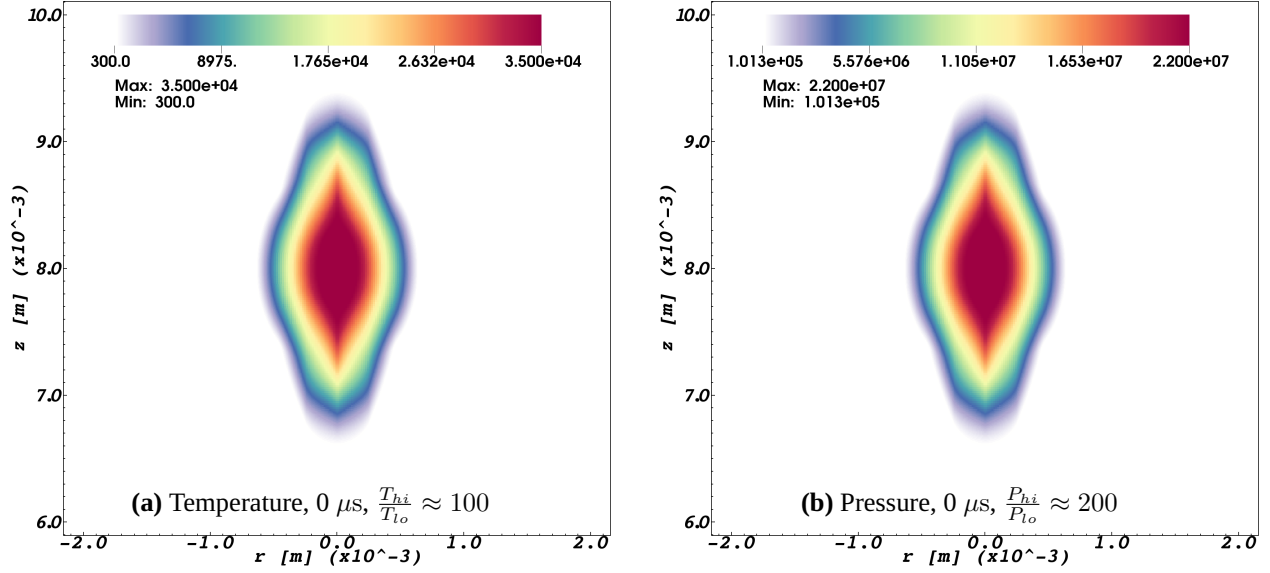 10.0
300.0 8975. 1.765e+04 2.632e+04 3.500e+04
Max: 3.500e+04
Min: 300.0
9.0
8.0
7.0
6.0
z [m] (x10^-3)
(a) Temperature, 0 μs, T_hi/T_lo ≈ 100
-2.0 -1.0 0.0 1.0 2.0
r [m] (x10^-3)
10.0
1.013e+05 5.576e+06 1.105e+07 1.653e+07 2.200e+07
Max: 2.200e+07
Min: 1.013e+05
9.0
8.0
7.0
6.0
z [m] (x10^-3)
(b) Pressure, 0 μs, P_hi/P_lo ≈ 200
-2.0 -1.0 0.0 1.0 2.0
r [m] (x10^-3)